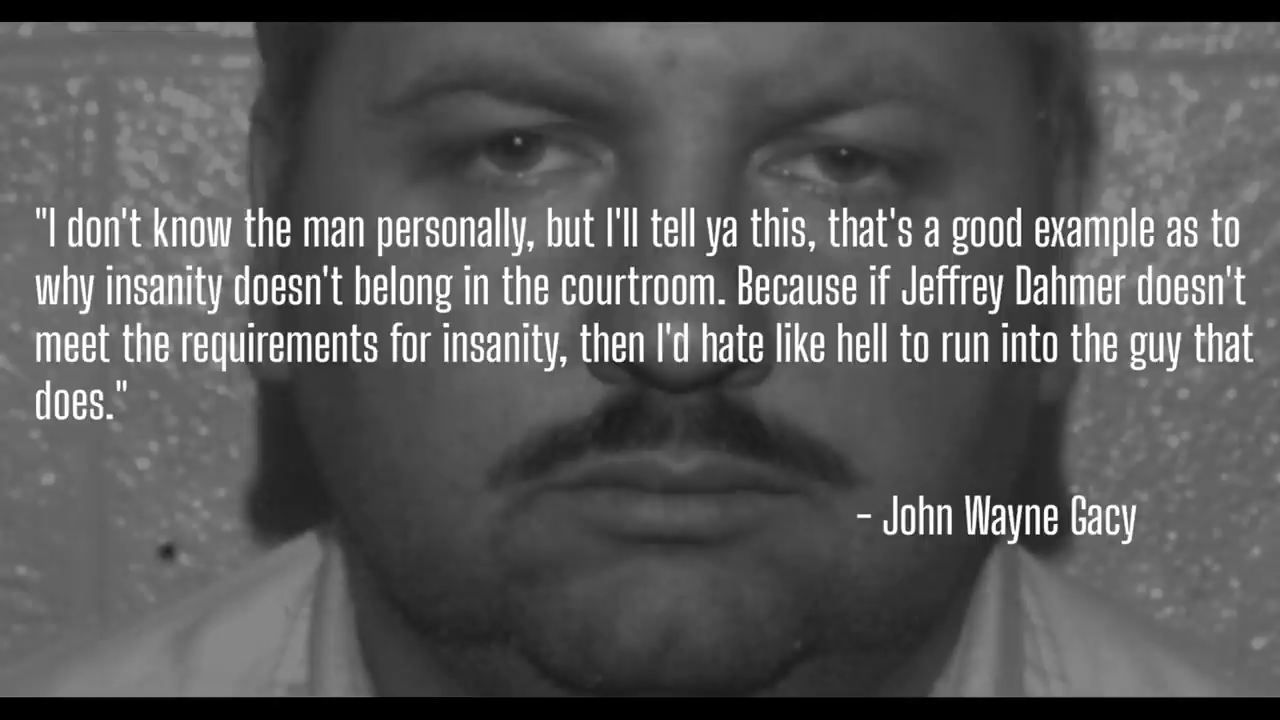 "I don't know the man personally, but I'll tell ya this, that's a good example as to
why insanity doesn't belong in the courtroom. Because if Jeffrey Dahmer doesn't
meet the requirements for insanity, then I'd hate like hell to run into the guy that
does."
- John Wayne Gacy